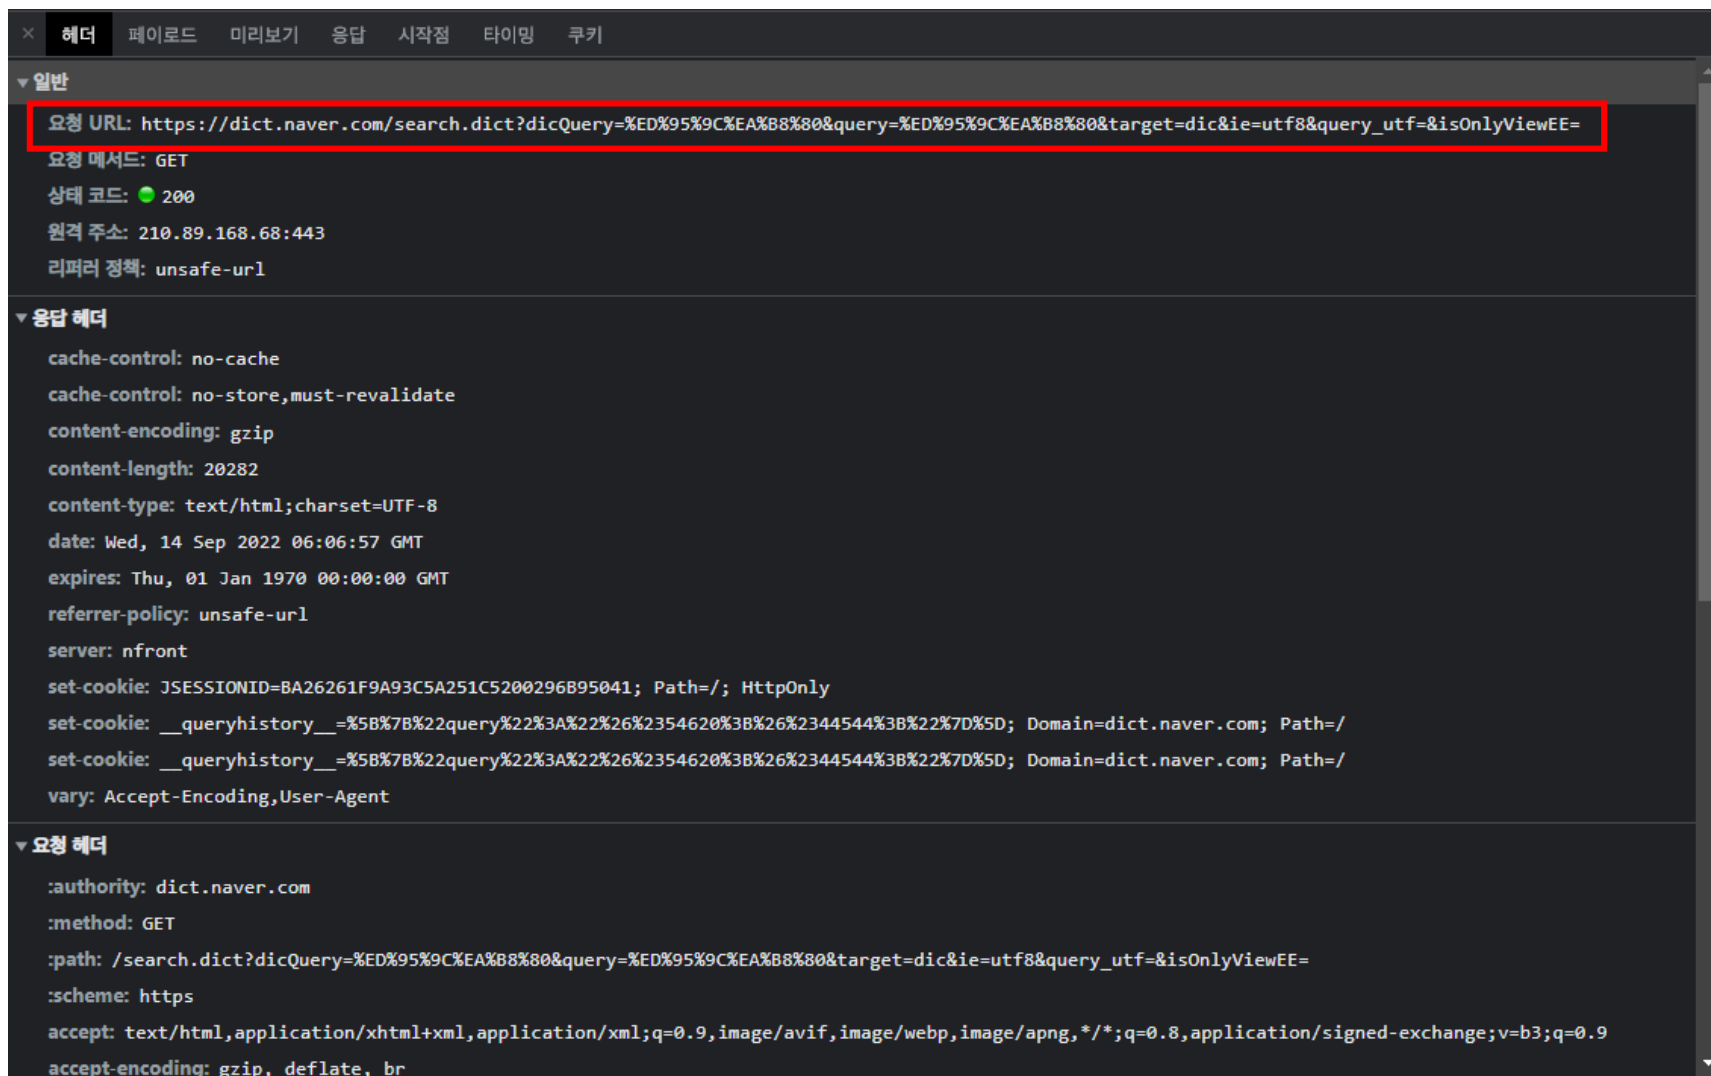 × 헤더 페이로드 미리보기 응답 시작점 타이밍 쿠키
▼일반
요청 URL: https://dict.naver.com/search.dict?dicQuery=%ED%95%9C%EA%B8%80&query=%ED%95%9C%EA%B8%80&target=dic&ie=utf8&query_utf=&isOnlyViewEE=
요청 메서드: GET
상태 코드: 200
원격 주소: 210.89.168.68:443
리퍼러 정책: unsafe-url
▼응답 헤더
cache-control: no-cache
cache-control: no-store,must-revalidate
content-encoding: gzip
content-length: 20282
content-type: text/html;charset=UTF-8
date: Wed, 14 Sep 2022 06:06:57 GMT
expires: Thu, 01 Jan 1970 00:00:00 GMT
referrer-policy: unsafe-url
server: nfront
set-cookie: JSESSIONID=BA26261F9A93C5A251C5200296B95041; Path=/; HttpOnly
set-cookie: __queryhistory__=%5B%7B%22query%22%3A%22%26%2354620%3B%26%2344544%3B%22%7D%5D; Domain=dict.naver.com; Path=/
set-cookie: __queryhistory__=%5B%7B%22query%22%3A%22%26%2354620%3B%26%2344544%3B%22%7D%5D; Domain=dict.naver.com; Path=/
vary: Accept-Encoding,User-Agent
▼요청 헤더
:authority: dict.naver.com
:method: GET
:path: /search.dict?dicQuery=%ED%95%9C%EA%B8%80&query=%ED%95%9C%EA%B8%80&target=dic&ie=utf8&query_utf=&isOnlyViewEE=
:scheme: https
accept: text/html,application/xhtml+xml,application/xml;q=0.9,image/avif,image/webp,image/apng,*/*;q=0.8,application/signed-exchange;v=b3;q=0.9
accept-encoding: gzip, deflate, br